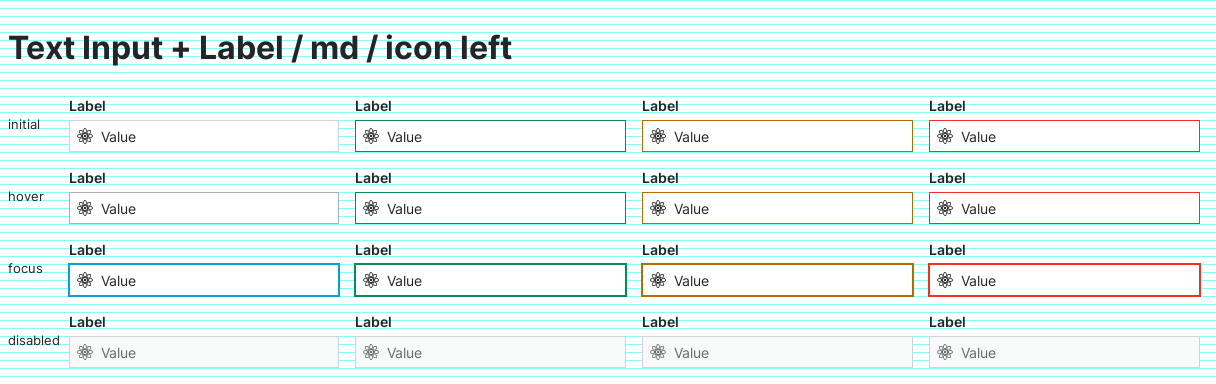 Text Input + Label / md / icon left
Label Label Label Label
initial
Value Value Value Value
Label Label Label Label
hover
Value Value Value Value
Label Label Label Label
focus
Value Value Value Value
Label Label Label Label
disabled
Value Value Value Value